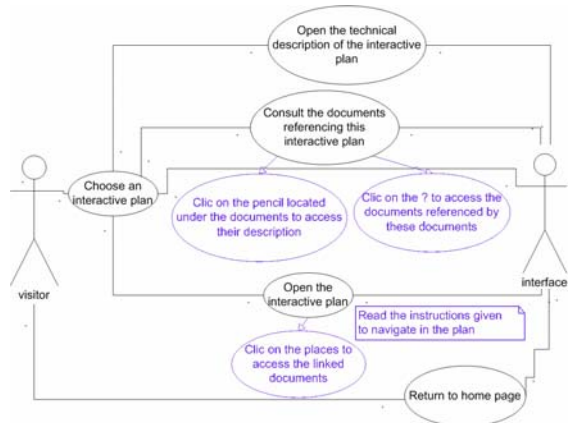 Open the technical
description of the interactive
plan
Consult the documents
referencing this
interactive plan
Choose an
interactive plan
Clic on the pencil located
under the documents to access
their description
Clic on the ? to access the
documents referenced by
these documents
visitor
interface
Open the
interactive plan
Read the instructions given
to navigate in the plan
Clic on the places to
access the linked
documents
Return to home page